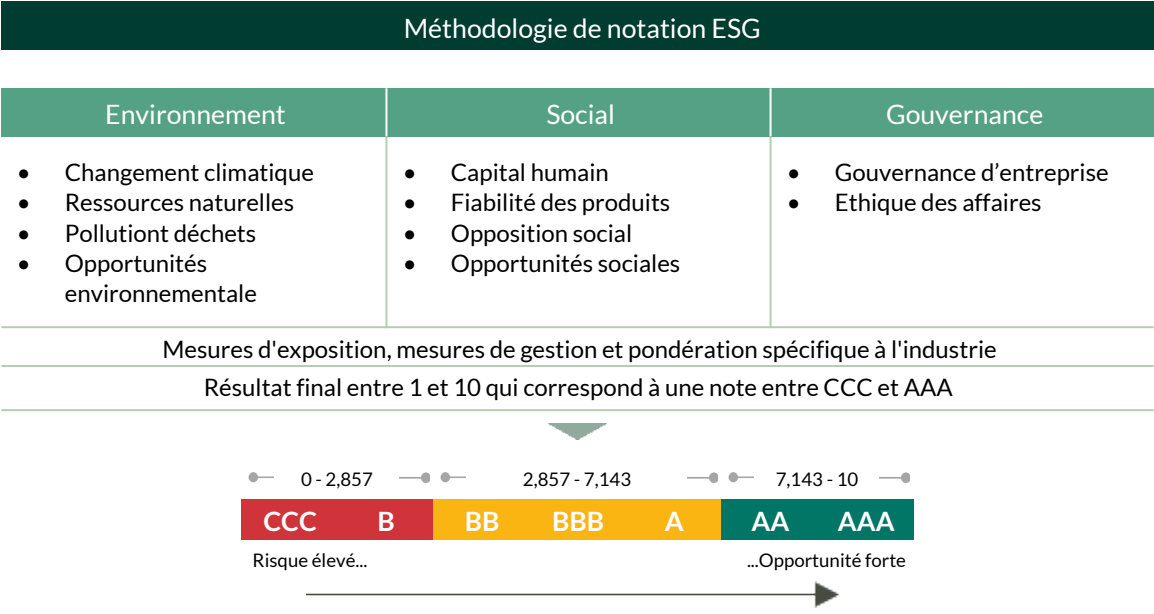 Méthodologie de notation ESG
Environnement
Social
Gouvernance
• Changement climatique
• Ressources naturelles
• Pollutiont déchets
• Opportunités
environnementale
• Capital humain
• Fiabilité des produits
• Opposition social
• Opportunités sociales
• Gouvernance d’entreprise
• Ethique des affaires
Mesures d'exposition, mesures de gestion et pondération spécifique à l'industrie
Résultat final entre 1 et 10 qui correspond à une note entre CCC et AAA
0 - 2,857
2,857 - 7,143
7,143 - 10
CCC B BB BBB A AA AAA
Risque élevé...
...Opportunité forte